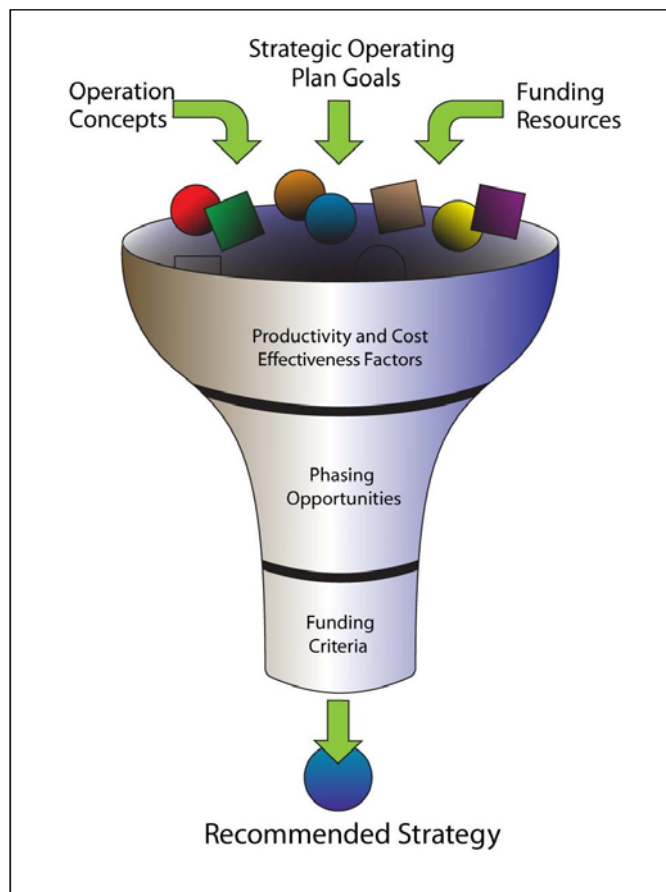 Strategic Operating
Plan Goals
Operation
Concepts
Funding
Resources
Productivity and Cost
Effectiveness Factors
Phasing
Opportunities
Funding
Criteria
Recommended Strategy